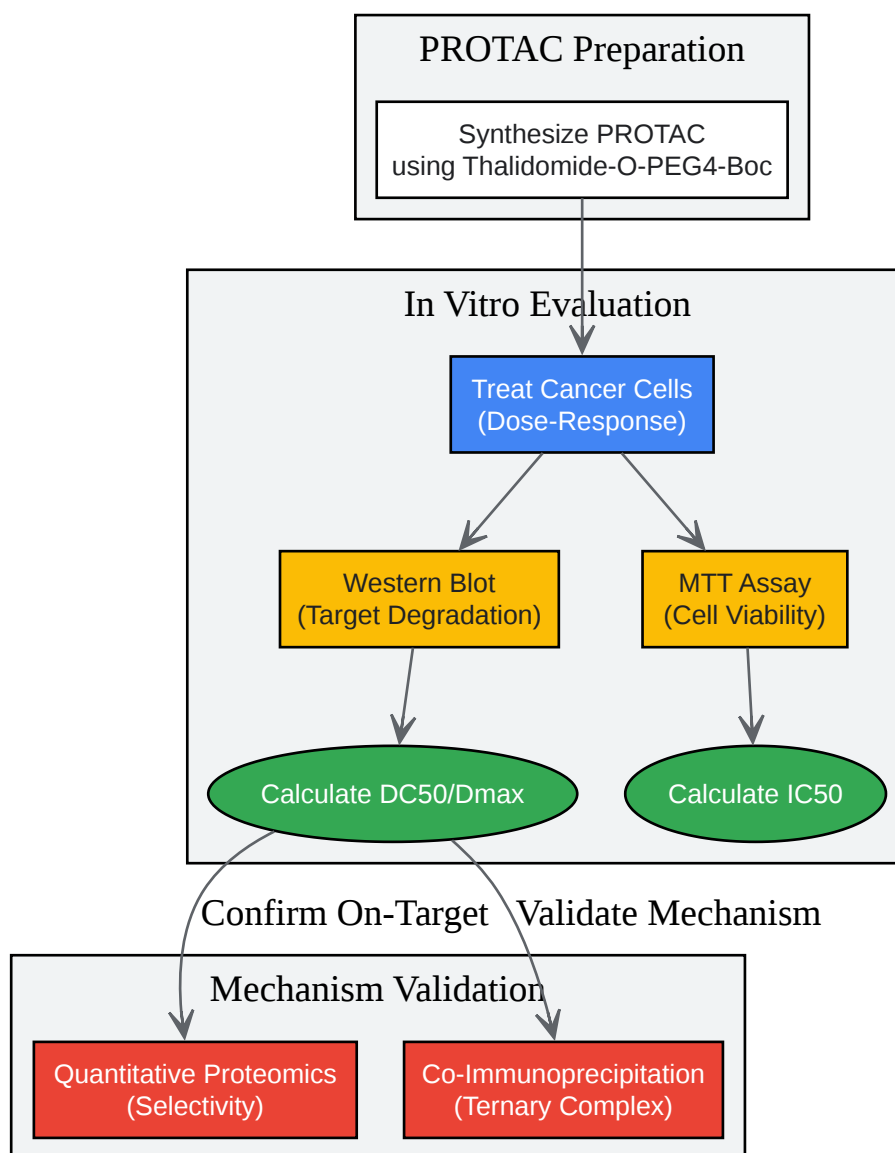 PROTAC Preparation
Synthesize PROTAC
using Thalidomide-O-PEG4-Boc
In Vitro Evaluation
Treat Cancer Cells
(Dose-Response)
Western Blot
(Target Degradation)
MTT Assay
(Cell Viability)
Calculate DC50/Dmax
Calculate IC50
Confirm On-Target
Validate Mechanism
Mechanism Validation
Quantitative Proteomics
(Selectivity)
Co-Immunoprecipitation
(Ternary Complex)